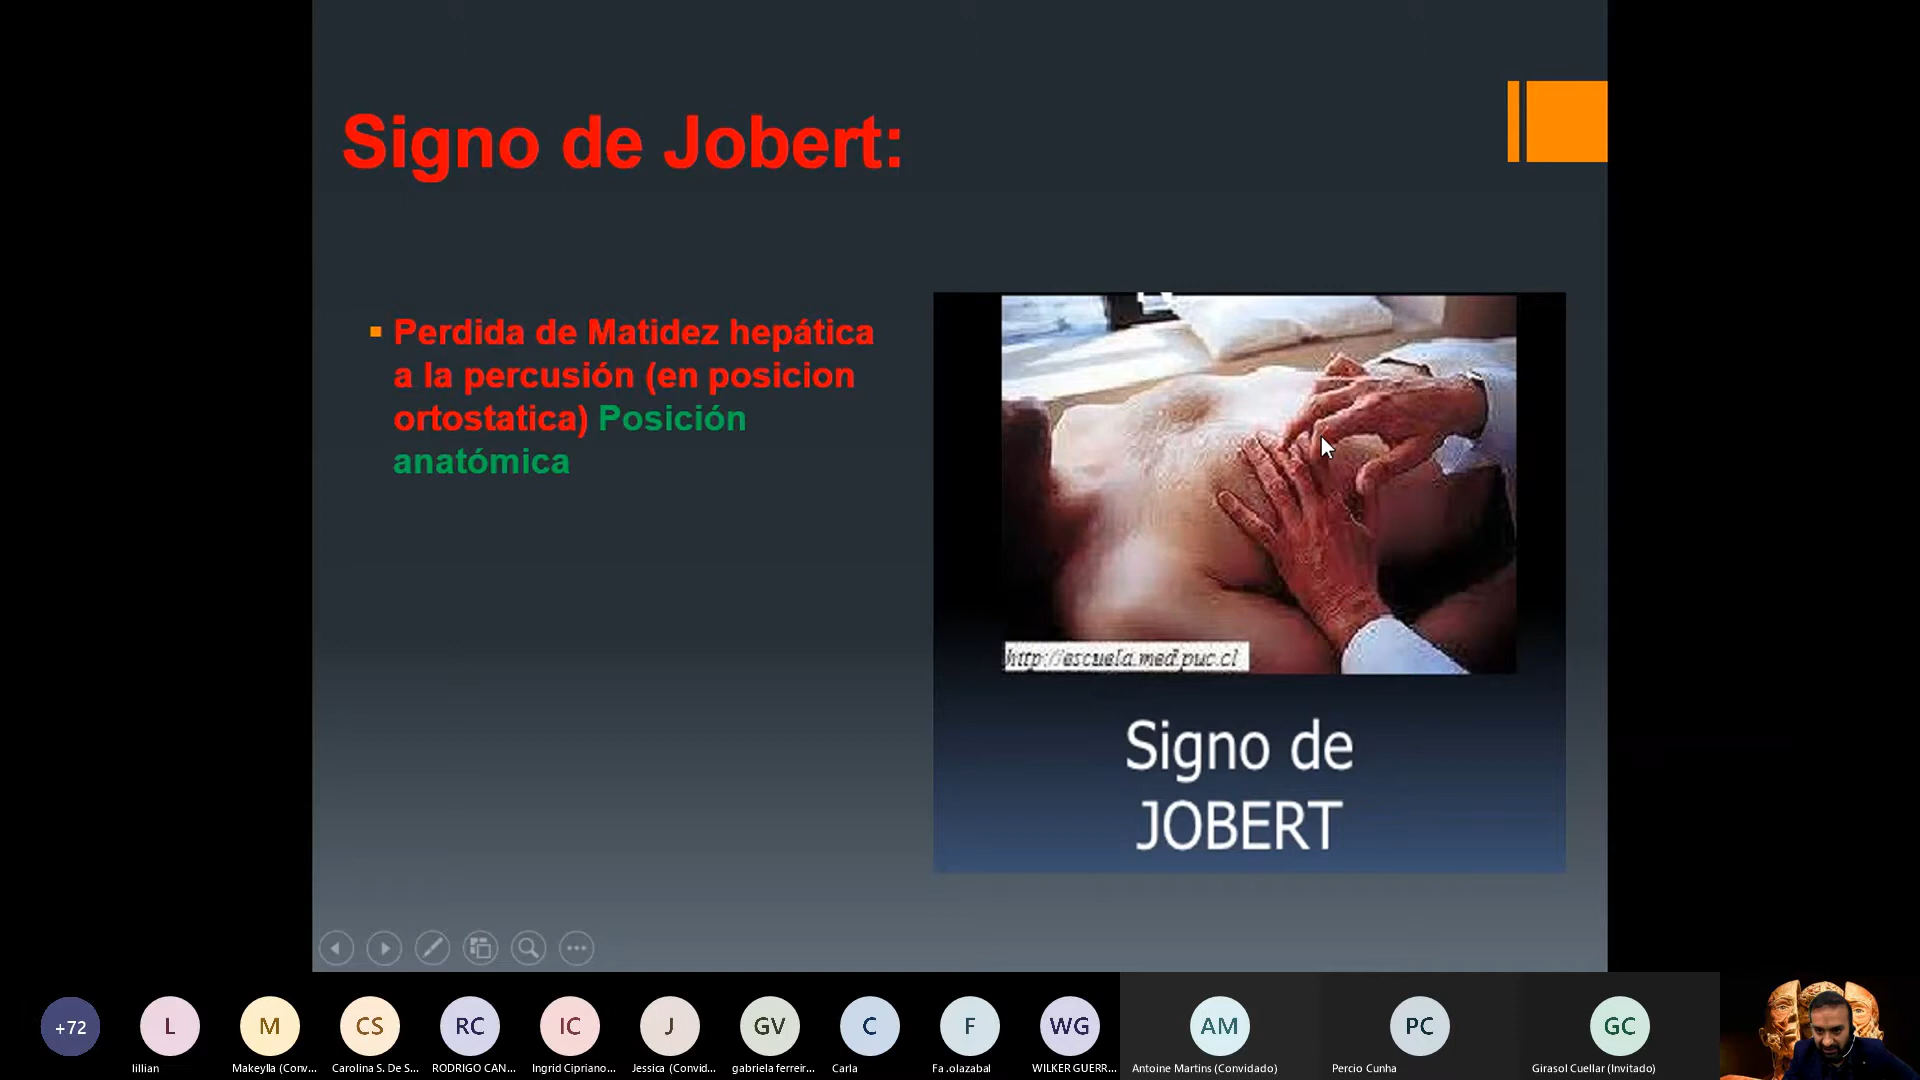 Signo de Jobert:
Perdida de Matidez hepática
a la percusión (en posicion
ortostatica) Posición
anatómica
http://escuela.med.puc.cl
Signo de
JOBERT
+72
L
M
CS
RC
IC
J
GV
C
F
WG
AM
PC
GC
lillian
Makeylla (Conv...
Carolina S. De S...
RODRIGO CAN...
Ingrid Cipriano...
Jessica (Convid...
gabriela ferreir...
Carla
Fa .olazabal
WILKER GUERR...
Antoine Martins (Convidado)
Percio Cunha
Girasol Cuellar (Invitado)